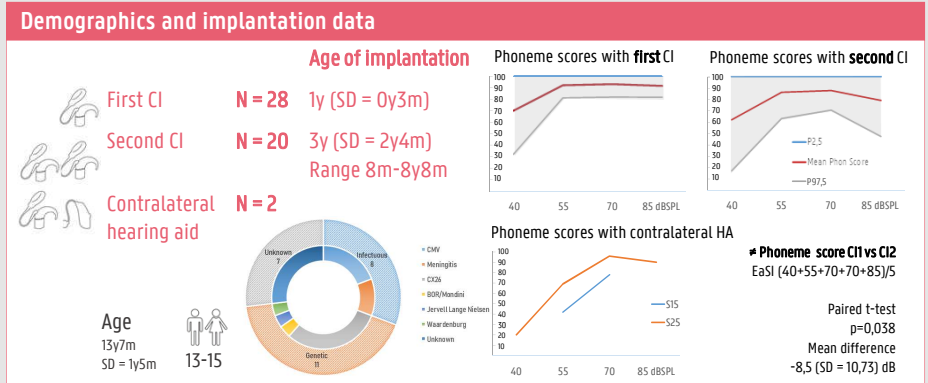 Demographics and implantation data
Age of implantation
First CI N = 28 1y (SD = 0y3m)
Second CI N = 20 3y (SD = 2y4m)
Range 8m-8y8m
Contralateral N = 2
hearing aid
Age
13y7m
SD = 1y5m
13-15
Unknown
7
Infectuous
8
Genetic
11
CMV
Meningitis
CX26
BOR/Mondini
Jervell Lange Nielsen
Waardenburg
Unknown
Phoneme scores with first CI
100
90
80
70
60
50
40
30
20
10
40 55 70 85 dBSPL
Phoneme scores with second CI
100
90
80
70
60
50
40
30
20
10
P2,5
Mean Phon Score
P97,5
40 55 70 85 dBSPL
Phoneme scores with contralateral HA
100
90
80
70
60
50
40
30
20
10
S15
S25
40 55 70 85 dBSPL
≠ Phoneme score CI1 vs CI2
EaSI (40+55+70+70+85)/5
Paired t-test
p=0,038
Mean difference
-8,5 (SD = 10,73) dB